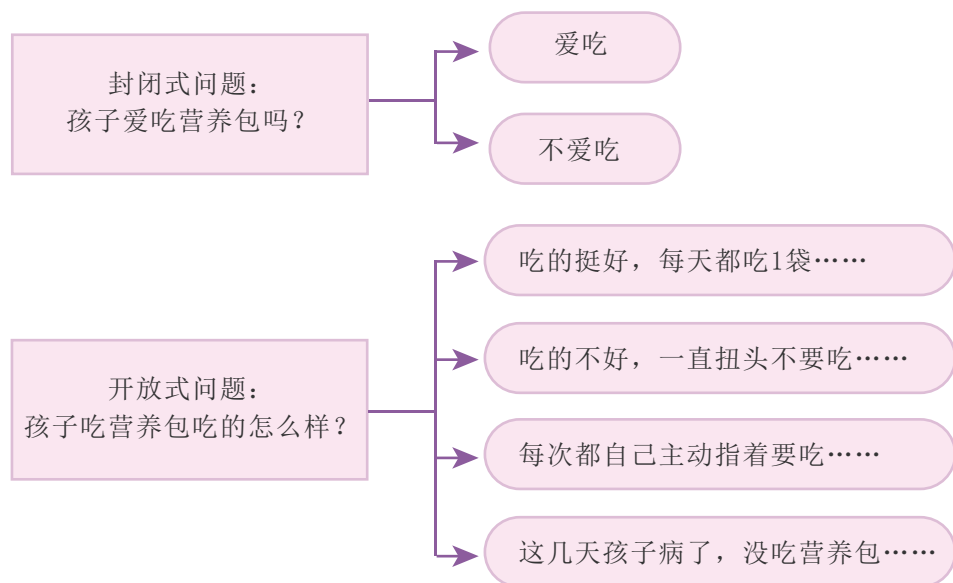 封闭式问题：
孩子爱吃营养包吗？
爱吃
不爱吃
开放式问题：
孩子吃营养包吃的怎么样？
吃的挺好，每天都吃1袋……
吃的不好，一直扭头不要吃……
每次都自己主动指着要吃……
这几天孩子病了，没吃营养包……